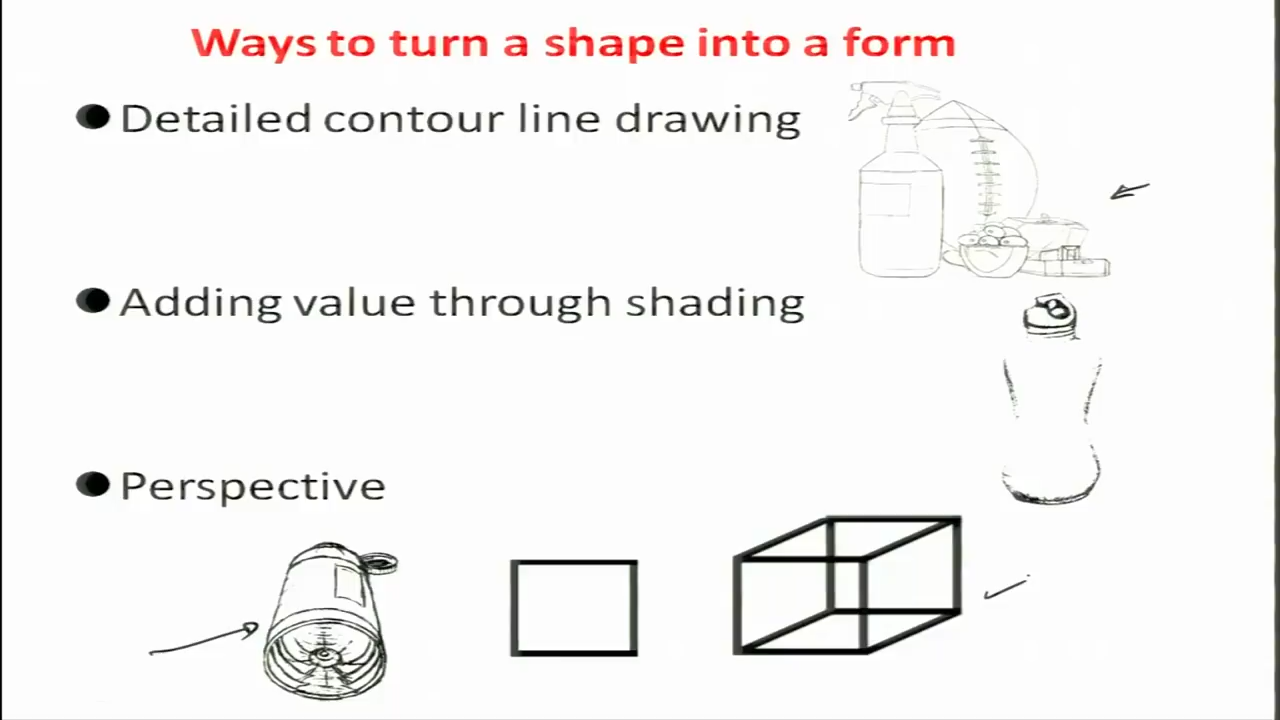 Ways to turn a shape into a form
Detailed contour line drawing
Adding value through shading
Perspective